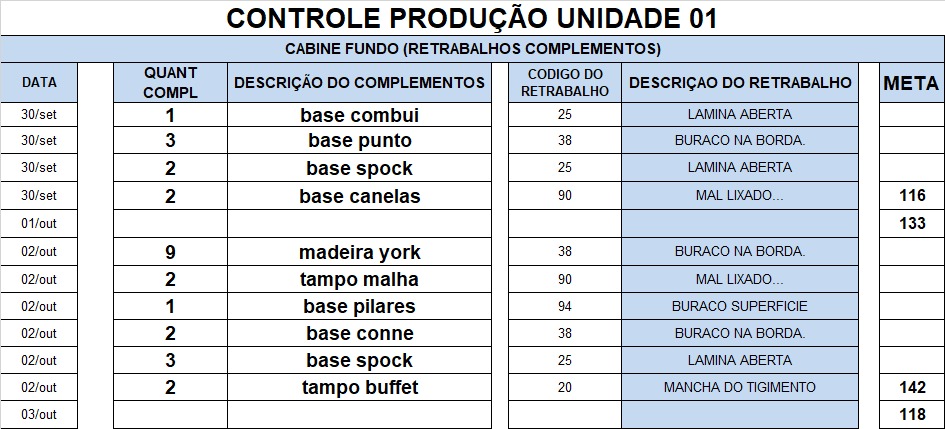 CONTROLE PRODUÇÃO UNIDADE 01
CABINE FUNDO (RETRABALHOS COMPLEMENTOS)
DATA QUANT COMPL DESCRIÇÃO DO COMPLEMENTOS CODIGO DO RETRABALHO DESCRIÇAO DO RETRABALHO META
30/set 1 base combui 25 LAMINA ABERTA
30/set 3 base punto 38 BURACO NA BORDA.
30/set 2 base spock 25 LAMINA ABERTA
30/set 2 base canelas 90 MAL LIXADO... 116
01/out 133
02/out 9 madeira york 38 BURACO NA BORDA.
02/out 2 tampo malha 90 MAL LIXADO...
02/out 1 base pilares 94 BURACO SUPERFICIE
02/out 2 base conne 38 BURACO NA BORDA.
02/out 3 base spock 25 LAMINA ABERTA
02/out 2 tampo buffet 20 MANCHA DO TIGIMENTO 142
03/out 118